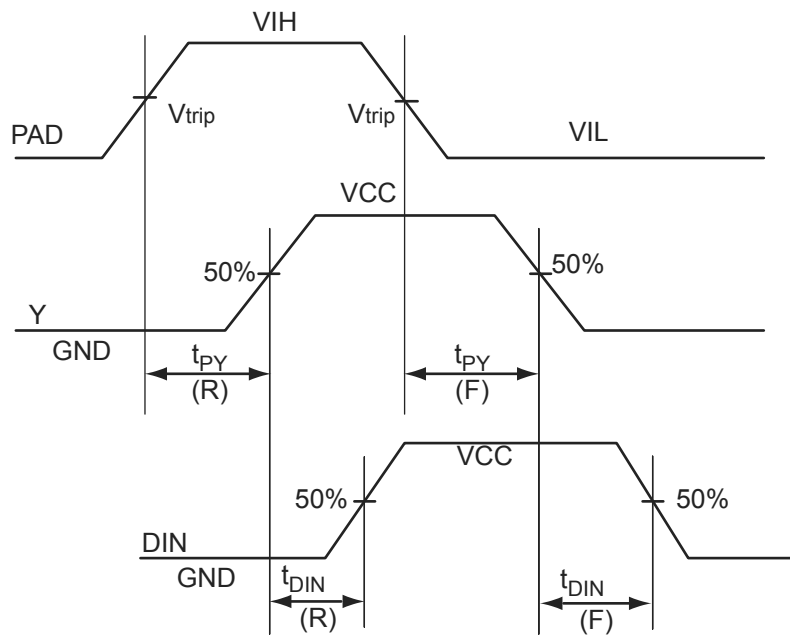 VIH
Vtrip
Vtrip
PAD
VIL
VCC
50%
50%
Y
GND
tPY
(R)
tPY
(F)
VCC
50%
50%
DIN
GND
tDIN
(R)
tDIN
(F)